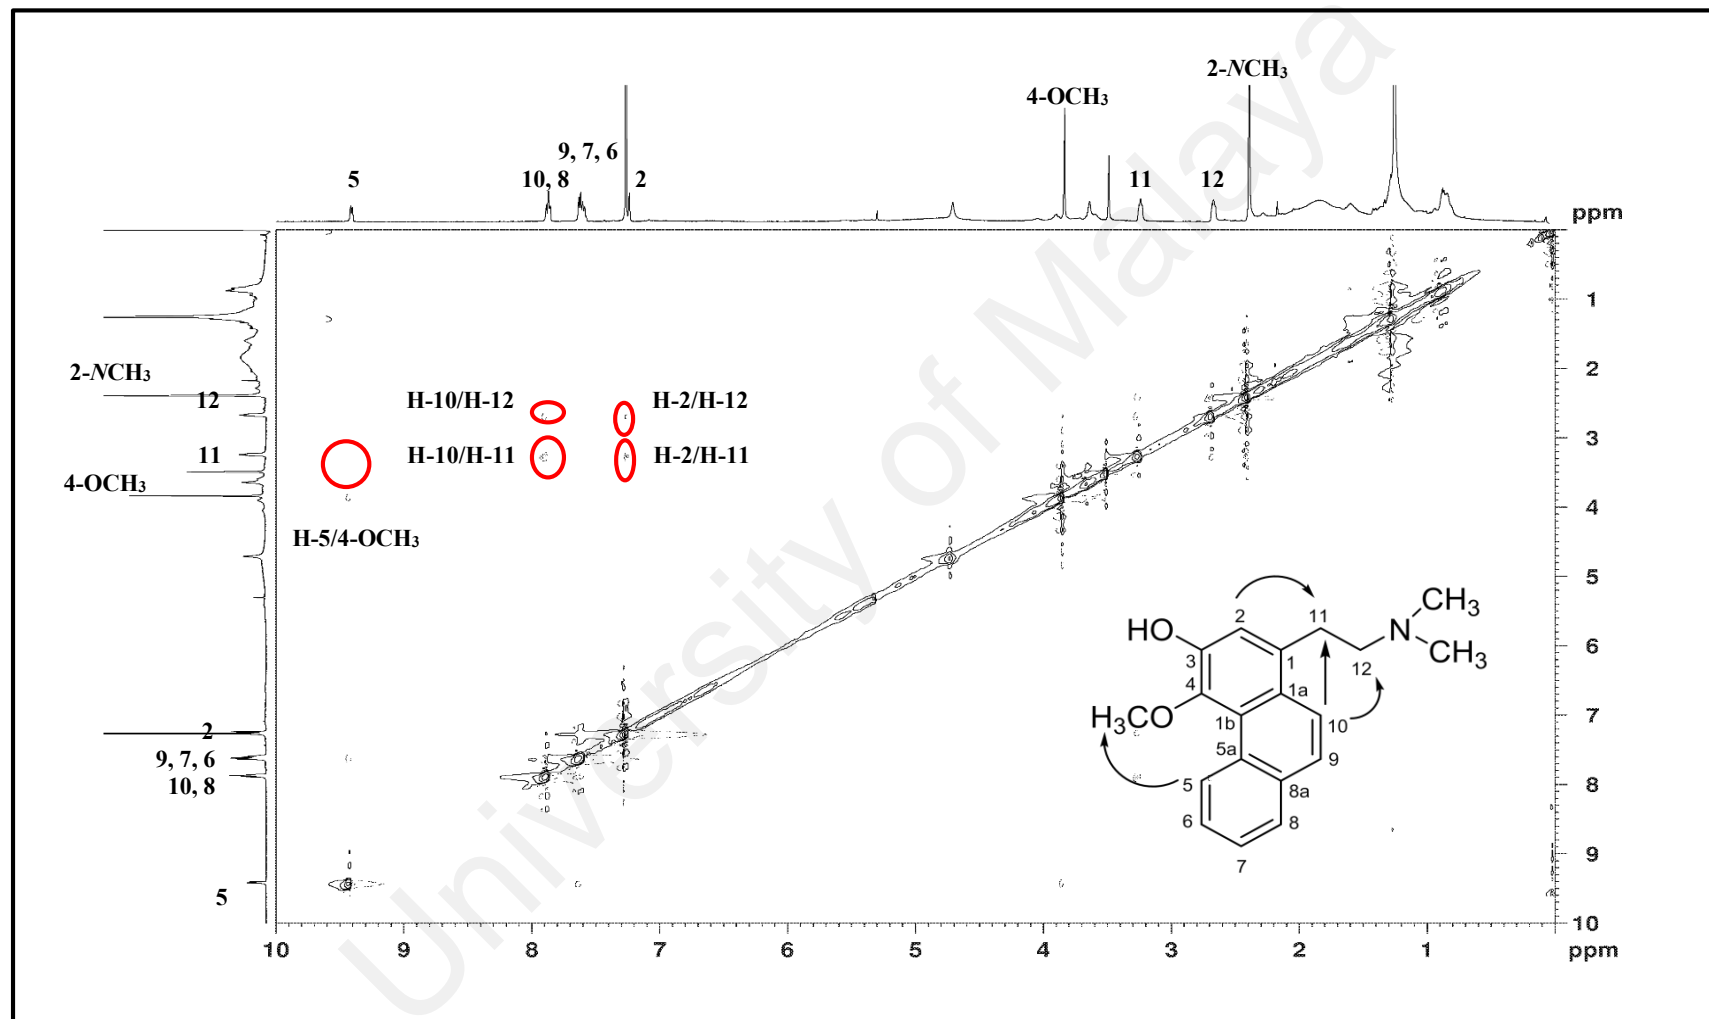 2-NCH3
4-OCH3
9, 7, 6
5
10, 8
2
11
12
ppm
2-NCH3
12
11
4-OCH3
2
9, 7, 6
10, 8
5
H-10/H-12
H-2/H-12
H-10/H-11
H-2/H-11
H-5/4-OCH3
1
2
3
4
5
6
7
8
9
10
10
9
8
7
6
5
4
3
2
1
ppm
CH3
HO
2
11
N
3
1
12
CH3
4
1a
H3C
O
1b
10
5a
9
5
8a
6
8
7
University of Malaya